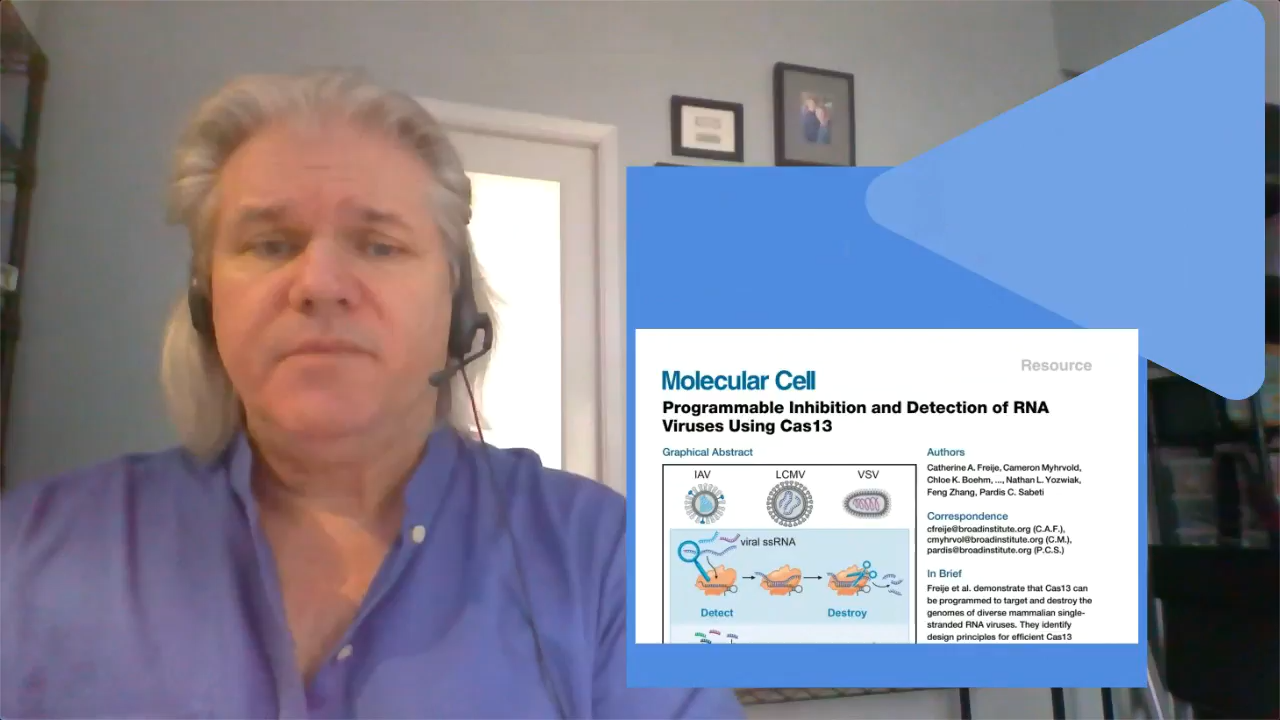 Resource
Molecular Cell
Programmable Inhibition and Detection of RNA
Viruses Using Cas13
Graphical Abstract
IAV LCMV VSV
viral ssRNA
Detect Destroy
Authors
Catherine A. Freije, Cameron Myhrvold,
Chloe K. Boehm, ..., Nathan L. Yozwiak,
Feng Zhang, Pardis C. Sabeti
Correspondence
cfreije@broadinstitute.org (C.A.F.),
cmyhrvol@broadinstitute.org (C.M.),
pardis@broadinstitute.org (P.C.S.)
In Brief
Freije et al. demonstrate that Cas13 can
be programmed to target and destroy the
genomes of diverse mammalian single-
stranded RNA viruses. They identify
design principles for efficient Cas13